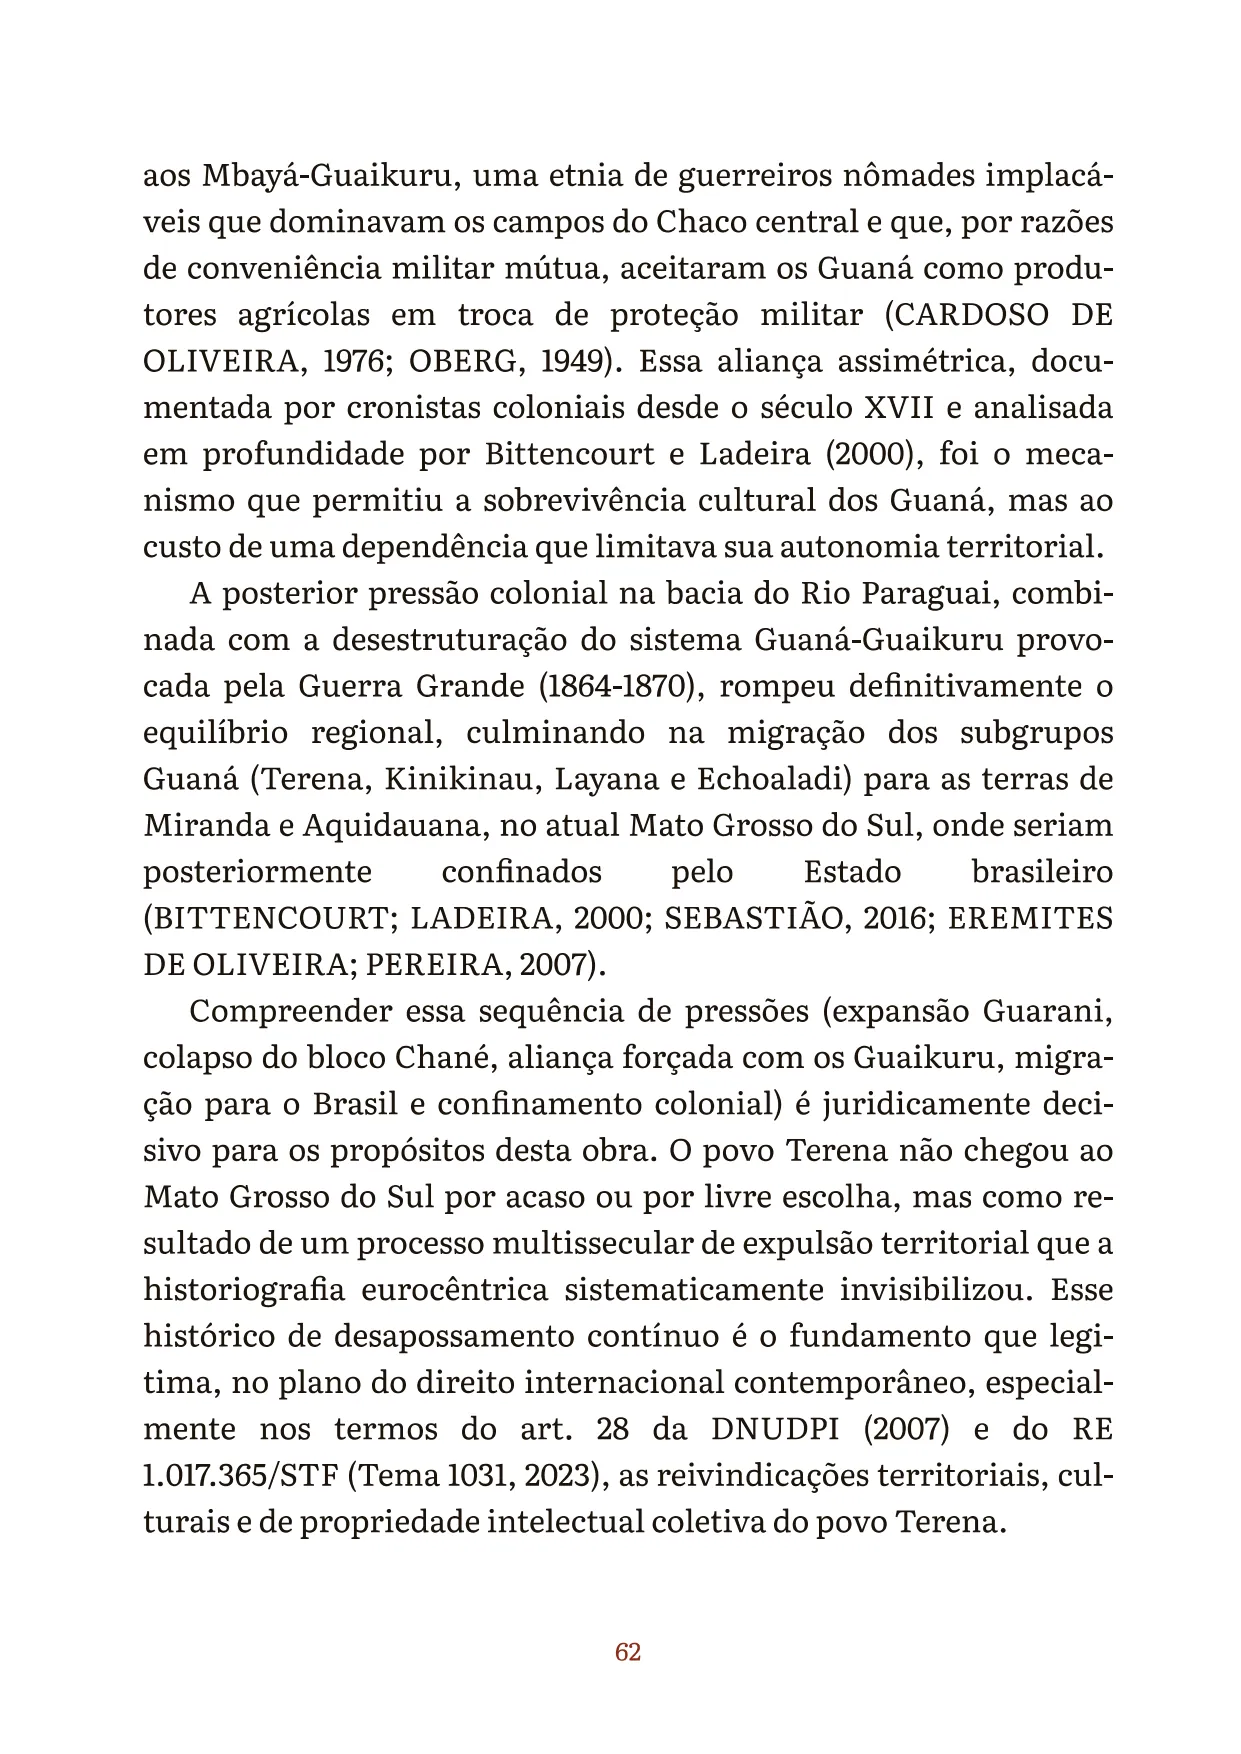 aos Mbayá-Guaikuru, uma etnia de guerreiros nômades implacá-
veis que dominavam os campos do Chaco central e que, por razões
de conveniência militar mútua, aceitaram os Guaná como produ-
tores agrícolas em troca de proteção militar (CARDOSO DE
OLIVEIRA, 1976; OBERG, 1949). Essa aliança assimétrica, docu-
mentada por cronistas coloniais desde o século XVII e analisada
em profundidade por Bittencourt e Ladeira (2000), foi o meca-
nismo que permitiu a sobrevivência cultural dos Guaná, mas ao
custo de uma dependência que limitava sua autonomia territorial.
A posterior pressão colonial na bacia do Rio Paraguai, combi-
nada com a desestruturação do sistema Guaná-Guaikuru provo-
cada pela Guerra Grande (1864-1870), rompeu definitivamente o
equilíbrio regional, culminando na migração dos subgrupos
Guaná (Terena, Kinikinau, Layana e Echoaladi) para as terras de
Miranda e Aquidauana, no atual Mato Grosso do Sul, onde seriam
posteriormente confinados pelo Estado brasileiro
(BITTENCOURT; LADEIRA, 2000; SEBASTIÃO, 2016; EREMITES
DE OLIVEIRA; PEREIRA, 2007).
Compreender essa sequência de pressões (expansão Guarani,
colapso do bloco Chané, aliança forçada com os Guaikuru, migra-
ção para o Brasil e confinamento colonial) é juridicamente deci-
sivo para os propósitos desta obra. O povo Terena não chegou ao
Mato Grosso do Sul por acaso ou por livre escolha, mas como re-
sultado de um processo multissecular de expulsão territorial que a
historiografia eurocêntrica sistematicamente invisibilizou. Esse
histórico de desapossamento contínuo é o fundamento que legi-
tima, no plano do direito internacional contemporâneo, especial-
mente nos termos do art. 28 da DNUDPI (2007) e do RE
1.017.365/STF (Tema 1031, 2023), as reivindicações territoriais, cul-
turais e de propriedade intelectual coletiva do povo Terena.
62